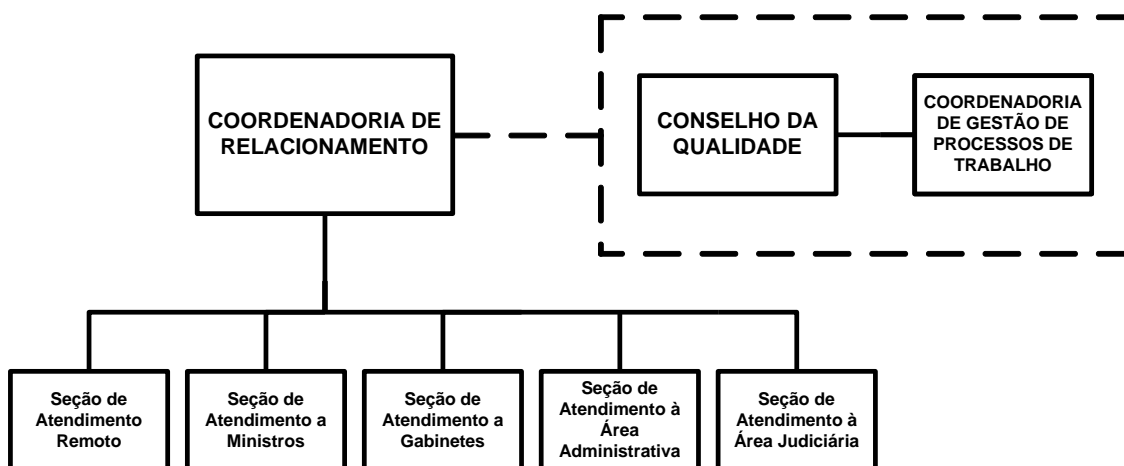 COORDENADORIA DE
RELACIONAMENTO
CONSELHO DA
QUALIDADE
COORDENADORIA
DE GESTÃO DE
PROCESSOS DE
TRABALHO
Seção de
Atendimento
Remoto
Seção de
Atendimento a
Ministros
Seção de
Atendimento a
Gabinetes
Seção de
Atendimento à
Área
Administrativa
Seção de
Atendimento à
Área Judiciária